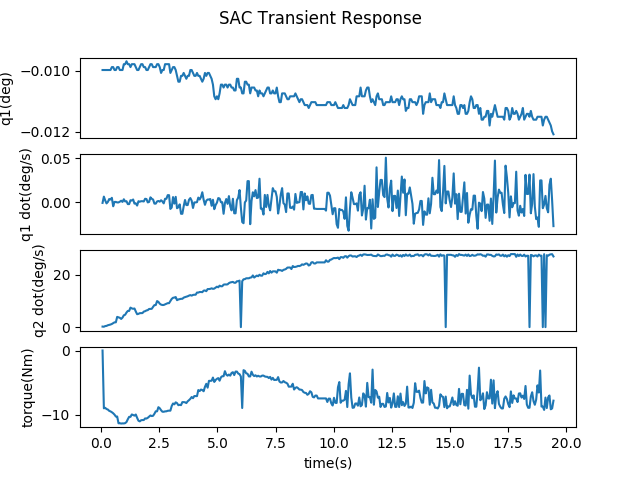 SAC Transient Response
−0.010
−0.012
q1(deg)
0.05
0.00
q1 dot(deg/s)
20
0
q2 dot(deg/s)
0
−10
torque(Nm)
0.0 2.5 5.0 7.5 10.0 12.5 15.0 17.5 20.0
time(s)